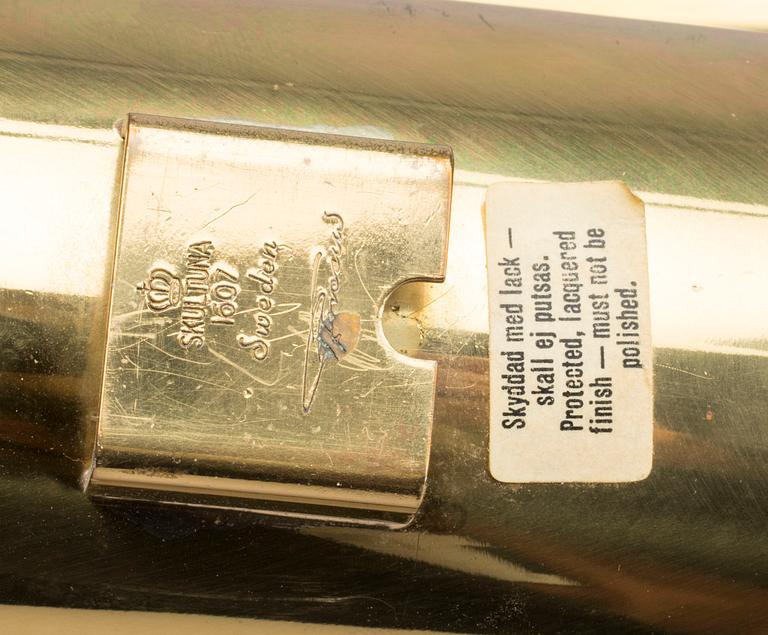 SKULTUNA
1607
Sweden
Skyddad med lack —
skall ej putsas.
Protected, lacquered
finish — must not be
polished.